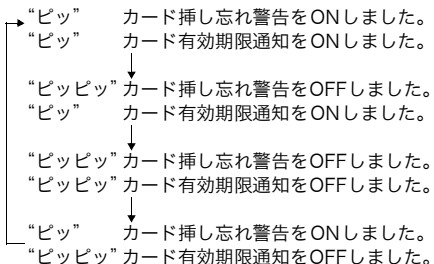 “ピッ” カード挿し忘れ警告をONしました。
“ピッ” カード有効期限通知をONしました。
“ピッピッ” カード挿し忘れ警告をOFFしました。
“ピッ” カード有効期限通知をONしました。
“ピッピッ” カード挿し忘れ警告をOFFしました。
“ピッピッ” カード有効期限通知をOFFしました。
“ピッ” カード挿し忘れ警告をONしました。
“ピッピッ” カード有効期限通知をOFFしました。